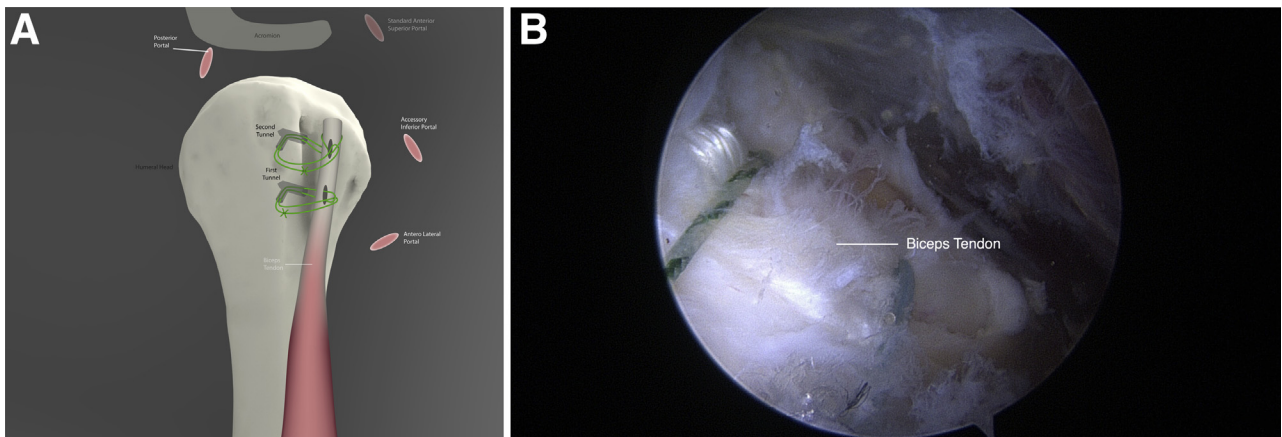 A
Posterior
Portal
Acromion
Standard Anterior
Superior Portal
Second
Tunnel
Accessory
Inferior Portal
Humeral Head
First
Tunnel
Antero Lateral
Portal
Biceps
Tendon
B
Biceps Tendon